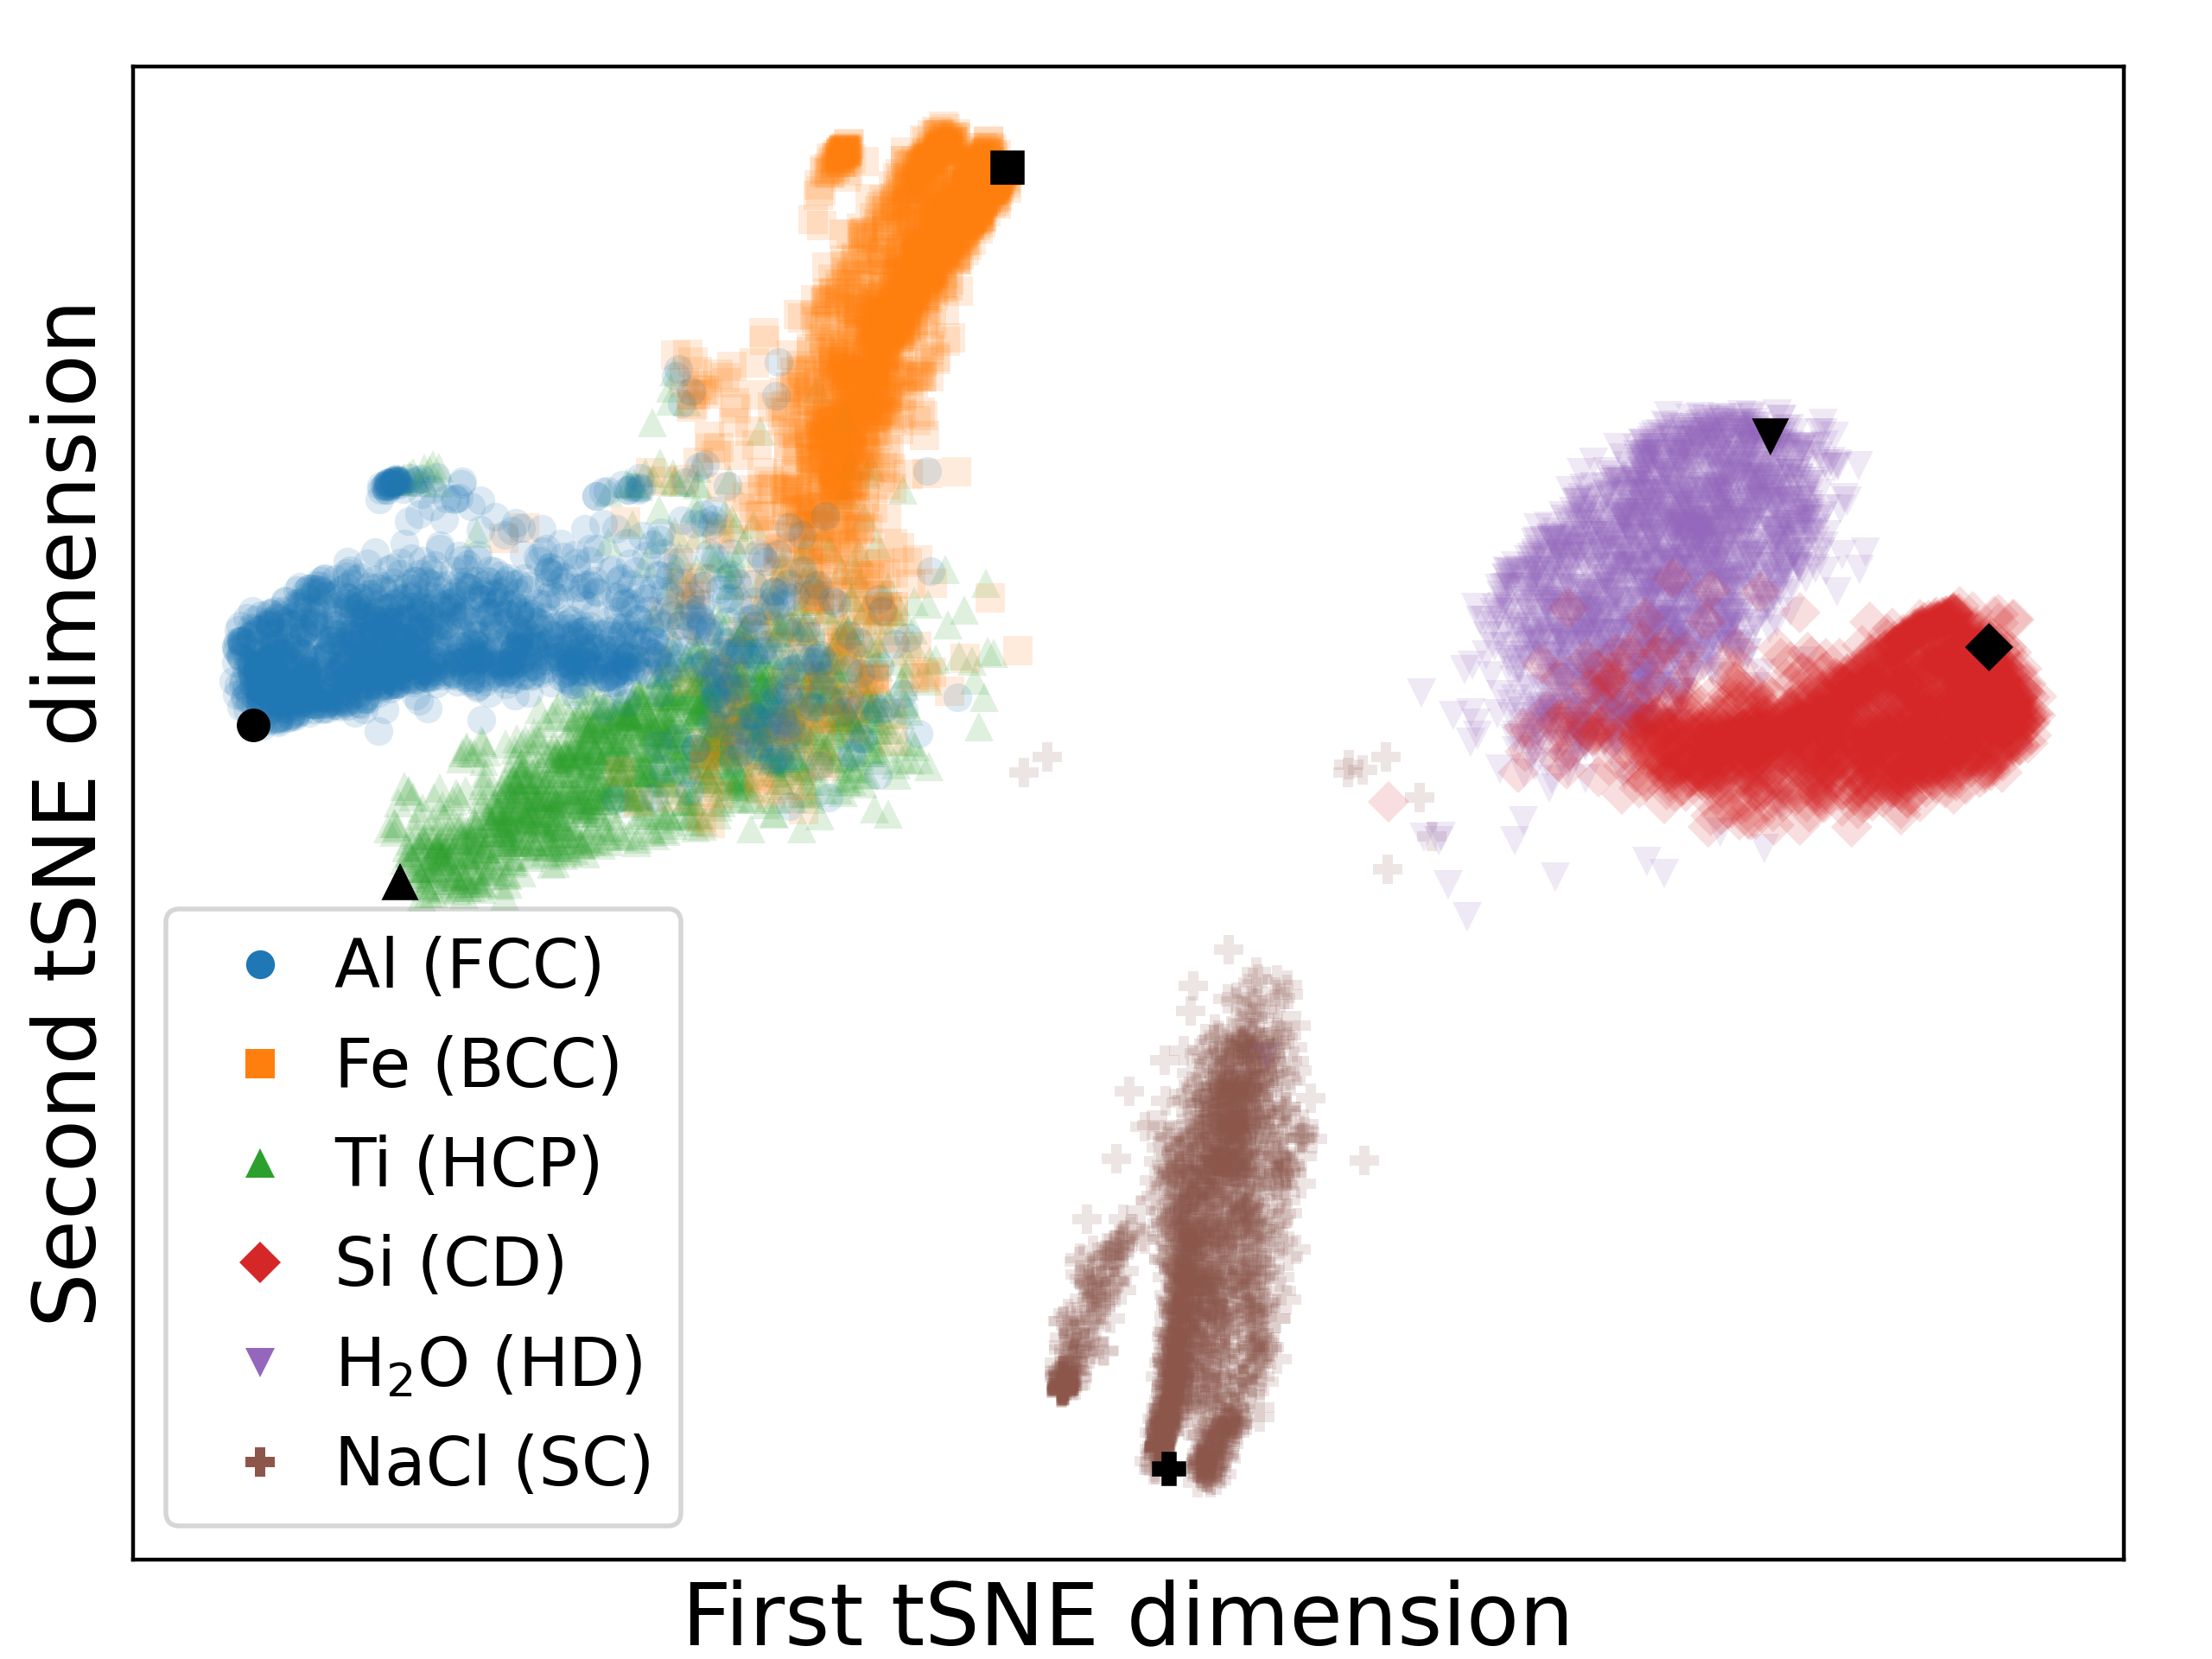 Second tSNE dimension
Al (FCC)
Fe (BCC)
Ti (HCP)
Si (CD)
H₂O (HD)
NaCl (SC)
First tSNE dimension